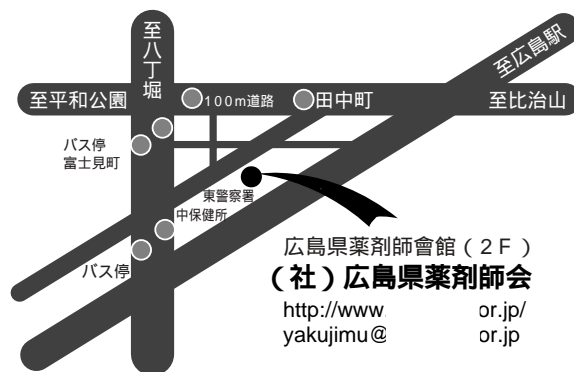 至八丁堀
至広島駅
至平和公園
100m道路
田中町
至比治山
バス停
富士見町
東警察署
中保健所
バス停
広島県薬剤師會館(2F)
(社)広島県薬剤師会
http://www. or.jp/
yakujimu@ or.jp